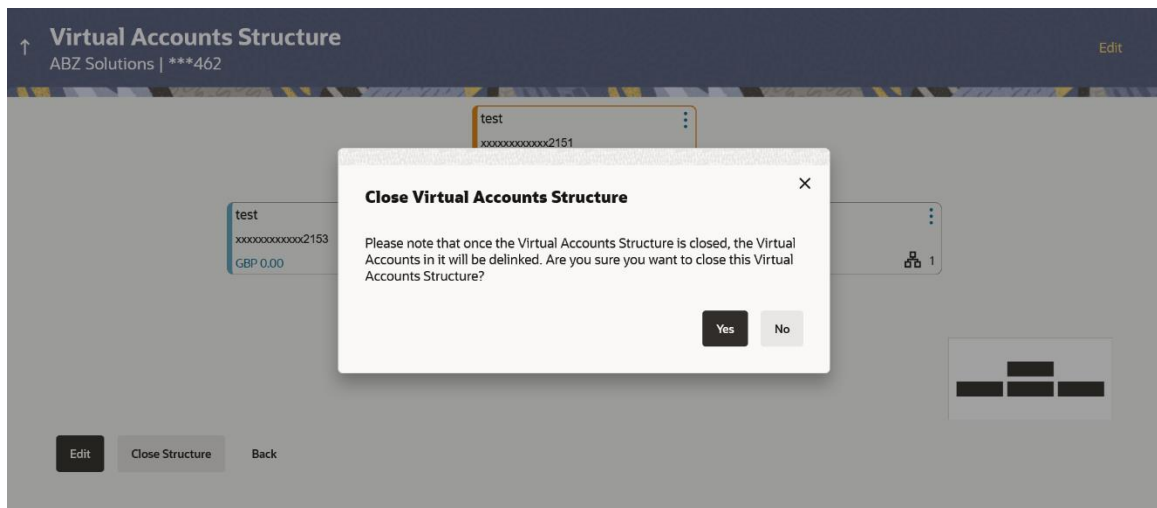 Virtual Accounts Structure
ABZ Solutions | ***462
Edit
test
xxxxxxxxxxxx2151
test
xxxxxxxxxxxx2153
GBP 0.00
1
Close Virtual Accounts Structure
Please note that once the Virtual Accounts Structure is closed, the Virtual
Accounts in it will be delinked. Are you sure you want to close this Virtual
Accounts Structure?
Yes
No
Edit
Close Structure
Back